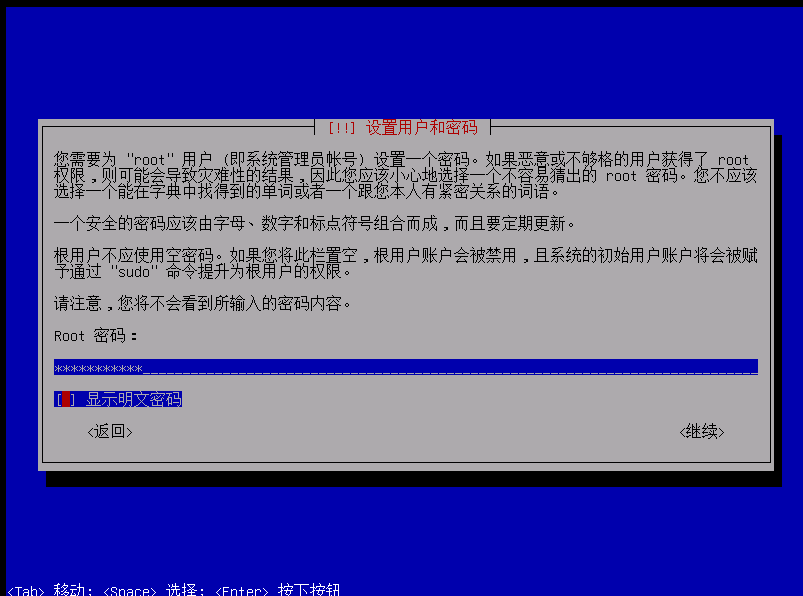 [!!] 设置用户和密码
您需要为 "root" 用户 (即系统管理员帐号) 设置一个密码。如果恶意或不够格的用户获得了 root
权限,则可能会导致灾难性的结果,因此您应该小心地选择一个不容易猜出的 root 密码。您不应该
选择一个能在字典中找得到的单词或者一个跟您本人有紧密关系的词语。
一个安全的密码应该由字母、数字和标点符号组合而成,而且要定期更新。
根用户不应使用空密码。如果您将此栏置空,根用户账户会被禁用,且系统的初始用户账户将会被赋
予通过 "sudo" 命令提升为根用户的权限。
请注意,您将不会看到所输入的密码内容。
Root 密码:
***********
[ ] 显示明文密码
<返回> <继续>
<Tab> 移动; <Space> 选择; <Enter> 按下按钮